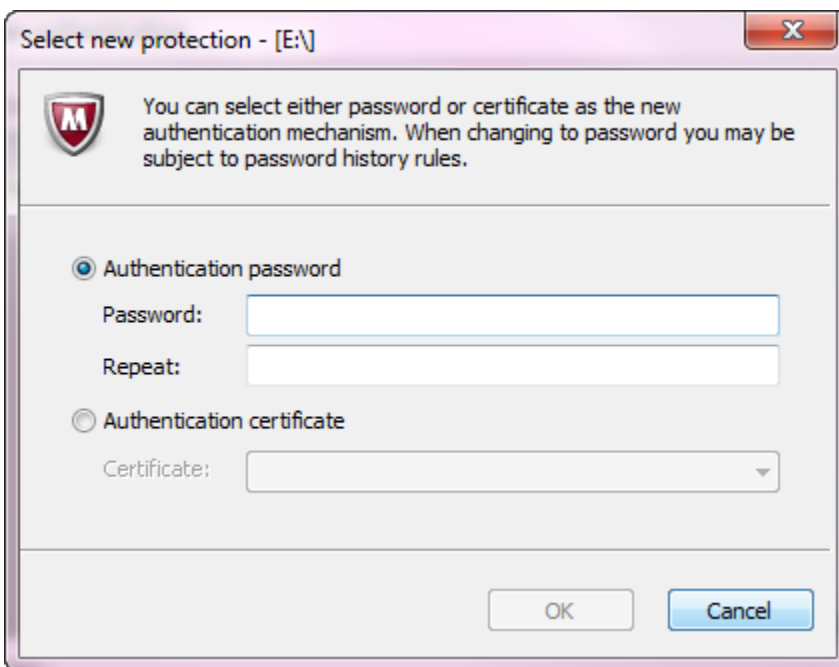 Select new protection - [E:\]
x
M
You can select either password or certificate as the new
authentication mechanism. When changing to password you may be
subject to password history rules.
Authentication password
Password:
Repeat:
Authentication certificate
Certificate:
OK
Cancel